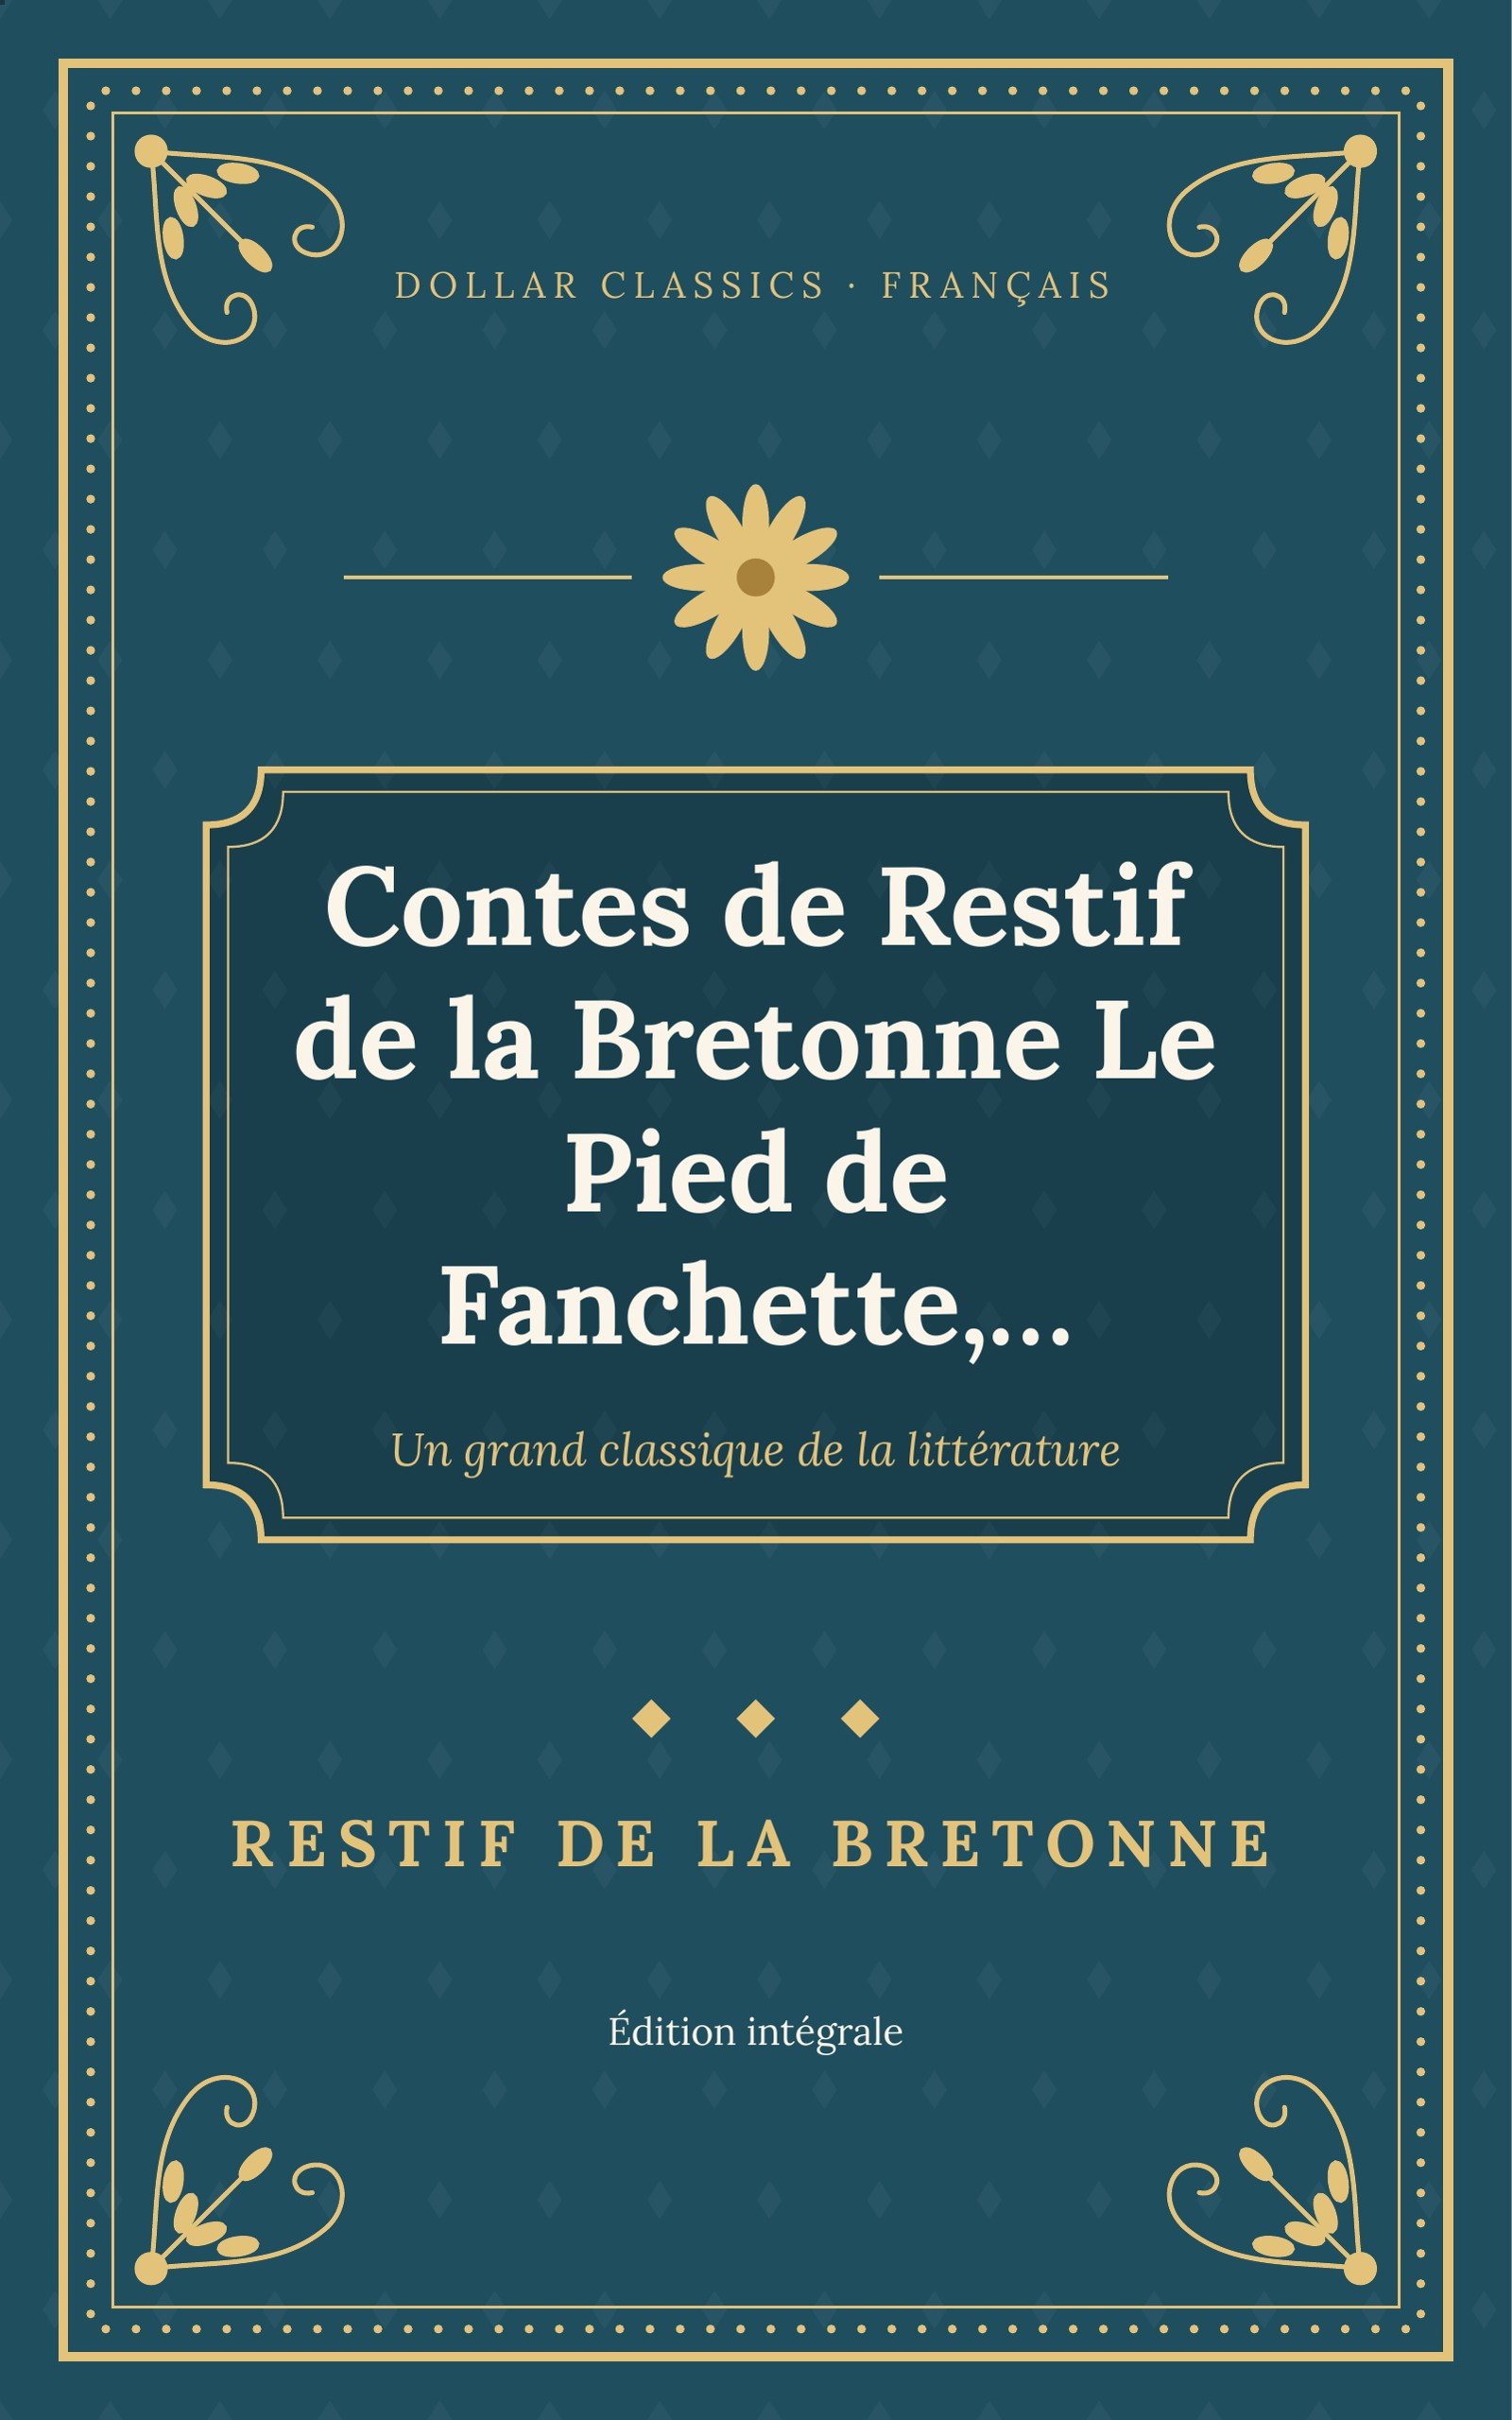 DOLLAR CLASSICS · FRANÇAIS
Contes de Restif
de la Bretonne Le
Pied de
Fanchette,...
Un grand classique de la littérature
RESTIF DE LA BRETONNE
Édition intégrale